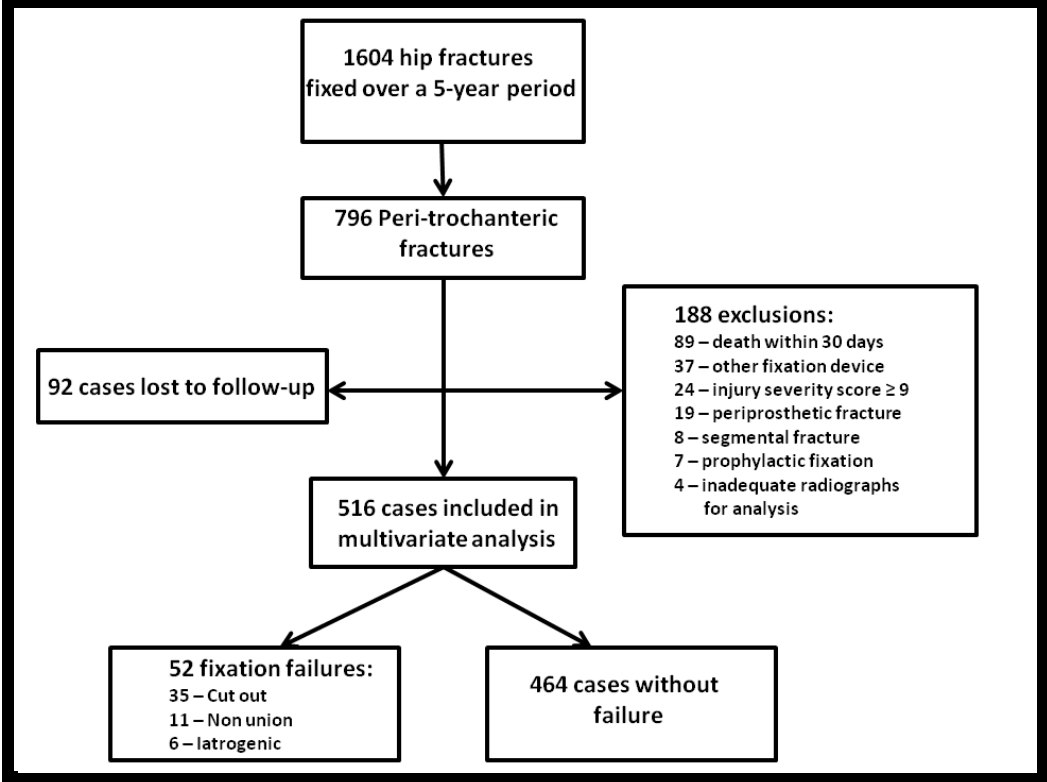 1604 hip fractures
fixed over a 5-year period
796 Peri-trochanteric
fractures
188 exclusions:
89 – death within 30 days
37 – other fixation device
24 – injury severity score ≥ 9
19 – periprosthetic fracture
8 – segmental fracture
7 – prophylactic fixation
4 – inadequate radiographs
for analysis
92 cases lost to follow-up
516 cases included in
multivariate analysis
52 fixation failures:
35 – Cut out
11 – Non union
6 – Iatrogenic
464 cases without
failure